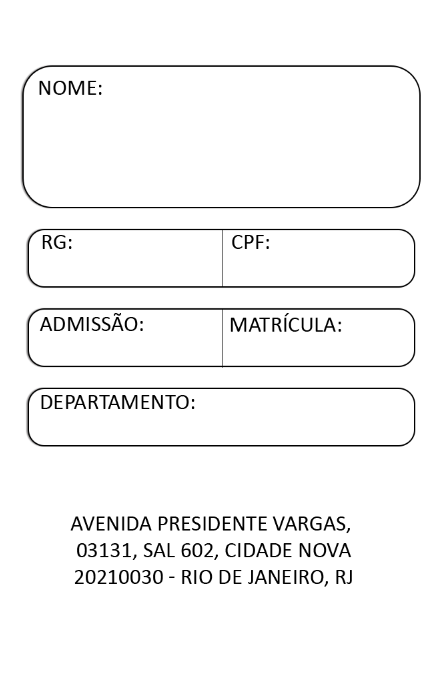 NOME:
RG: CPF:
ADMISSÃO: MATRÍCULA:
DEPARTAMENTO:
AVENIDA PRESIDENTE VARGAS,
03131, SAL 602, CIDADE NOVA
20210030 - RIO DE JANEIRO, RJ